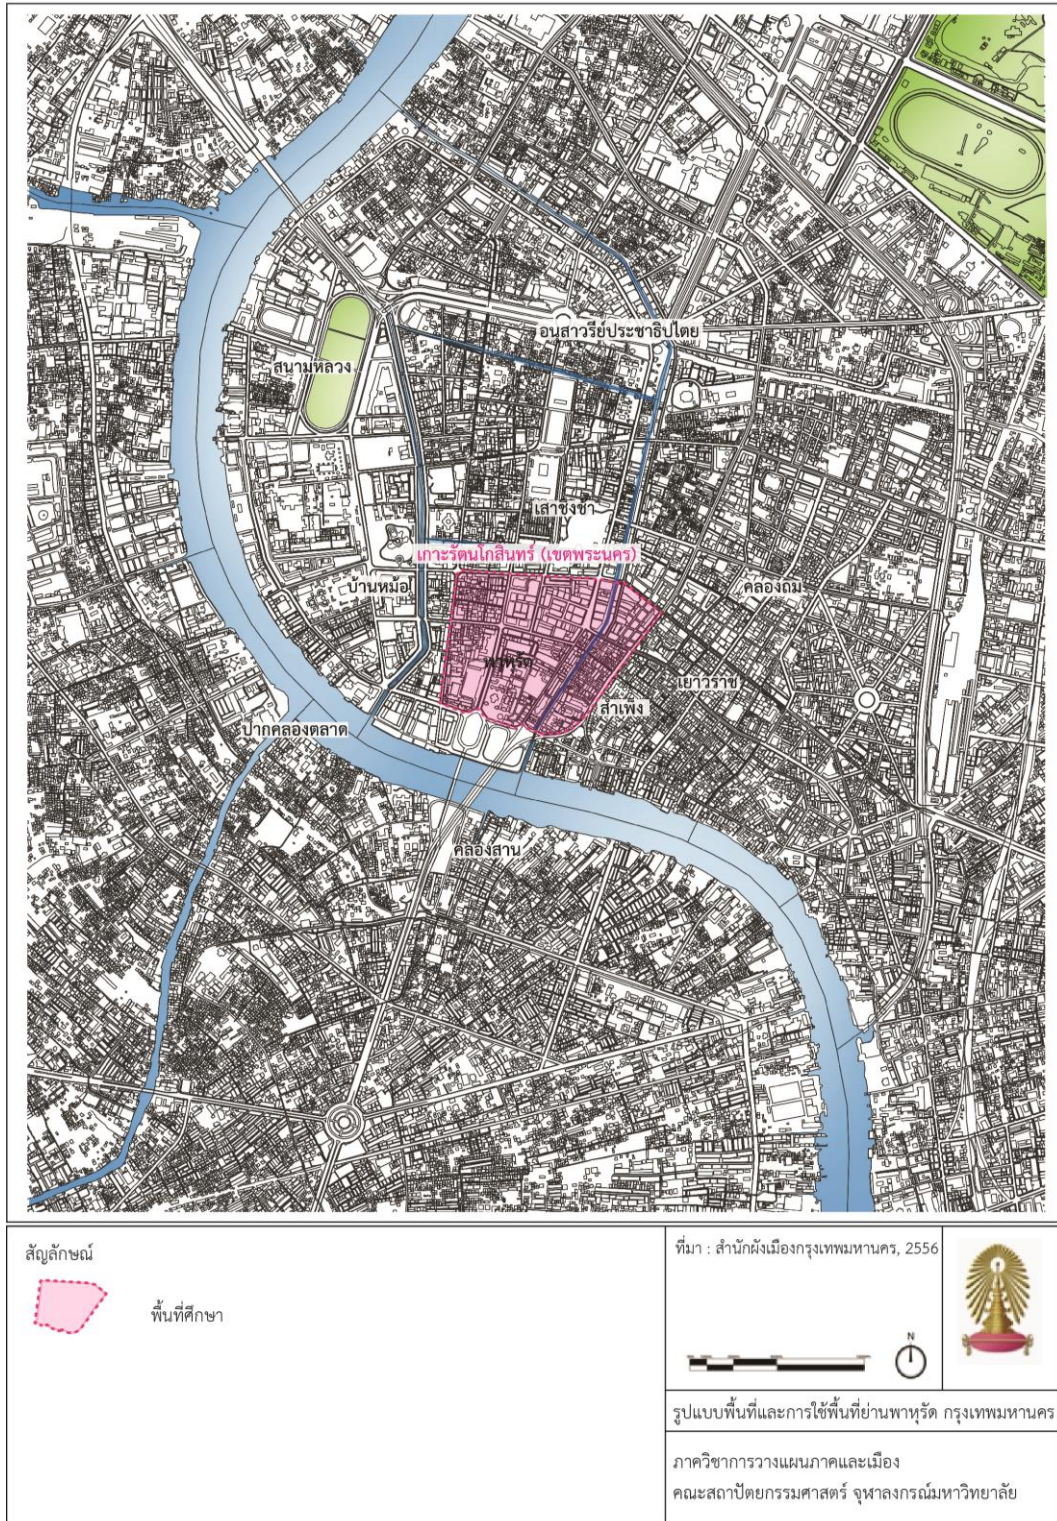 อนุสาวรีย์ประชาธิปไตย
สนามหลวง
เสาชิงช้า
เกาะรัตนโกสินทร์ (เขตพระนคร)
บ้านหม้อ
คลองถม
พาหุรัด
เยาวราช
สำเพ็ง
ปากคลองตลาด
คลองสาน
สัญลักษณ์
พื้นที่ศึกษา
ที่มา : สำนักผังเมืองกรุงเทพมหานคร, 2556
N
รูปแบบพื้นที่และการใช้พื้นที่ย่านพาหุรัด กรุงเทพมหานคร
ภาควิชาการวางแผนภาคและเมือง
คณะสถาปัตยกรรมศาสตร์ จุฬาลงกรณ์มหาวิทยาลัย